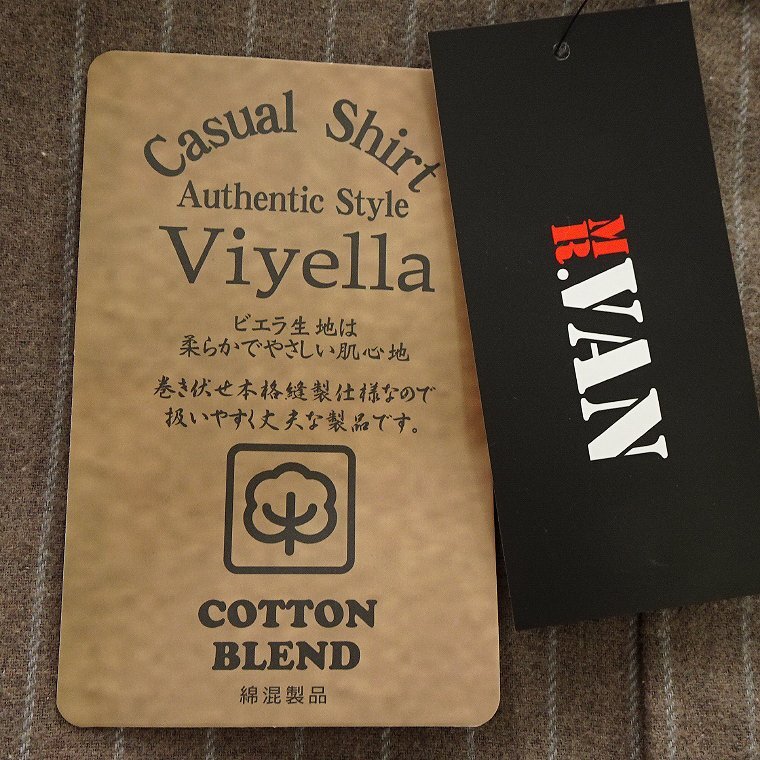 Casual Shirt
Authentic Style
Viyella
ビエラ生地は
柔らかでやさしい肌心地
巻き伏せ本格縫製仕様なので
扱いやすく丈夫な製品です。
COTTON
BLEND
綿混製品
MR.VAN